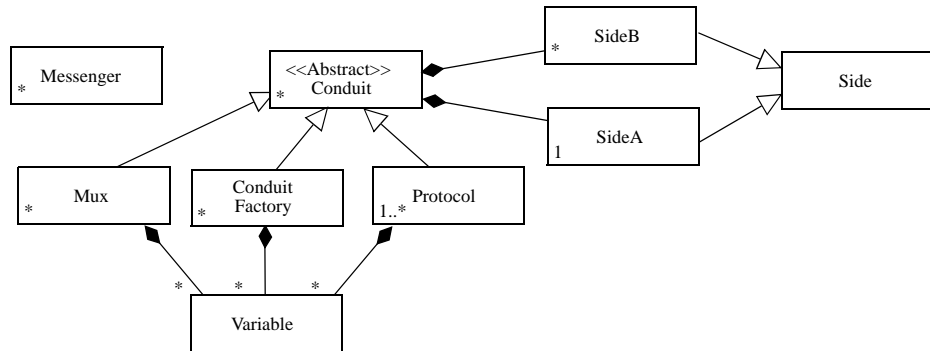 SideB
*
Messenger
*
<<Abstract>>
Conduit
*
Side
SideA
1
Mux
*
Conduit
Factory
*
Protocol
1..*
*
*
*
Variable